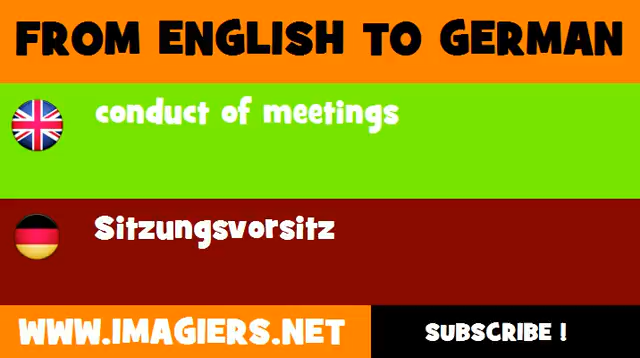 FROM ENGLISH TO GERMAN
conduct of meetings
Sitzungsvorsitz
WWW.IMAGIERS.NET
SUBSCRIBE !